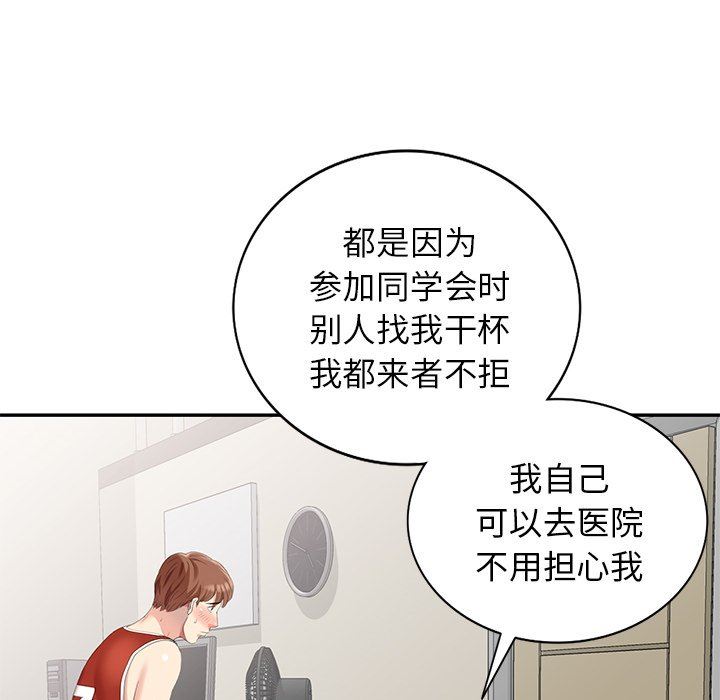 都是因为
参加同学会时
别人找我干杯
我都来者不拒
我自己
可以去医院
不用担心我